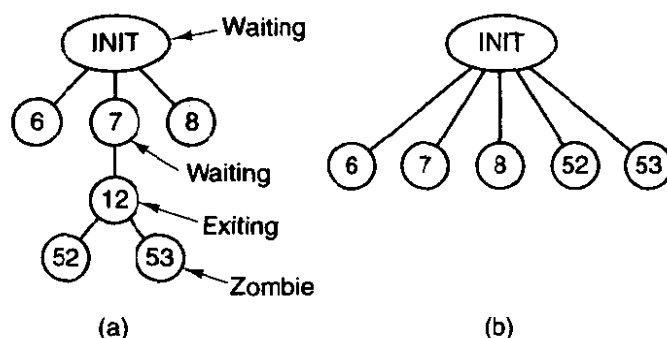 INIT
Waiting
6
7
8
Waiting
12
Exiting
52
53
Zombie
(a)
INIT
6
7
8
52
53
(b)